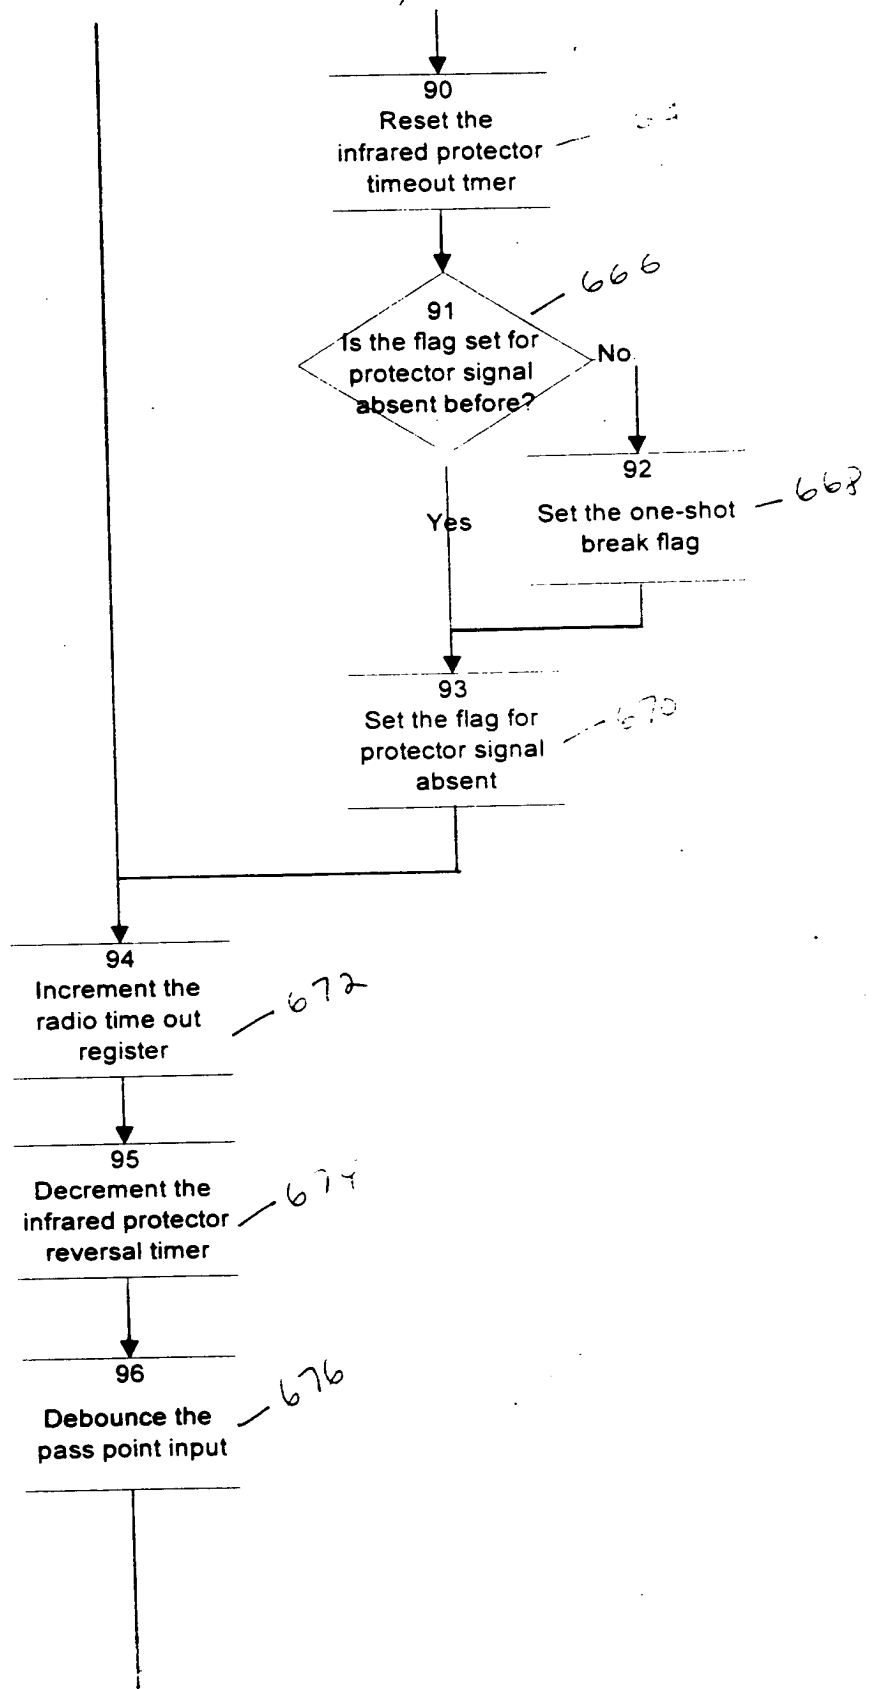 90
Reset the
infrared protector
timeout tmer
666
91
Is the flag set for
protector signal
absent before?
No
92
Set the one-shot
break flag
668
Yes
93
Set the flag for
protector signal
absent
670
94
Increment the
radio time out
register
672
95
Decrement the
infrared protector
reversal timer
674
96
Debounce the
pass point input
676